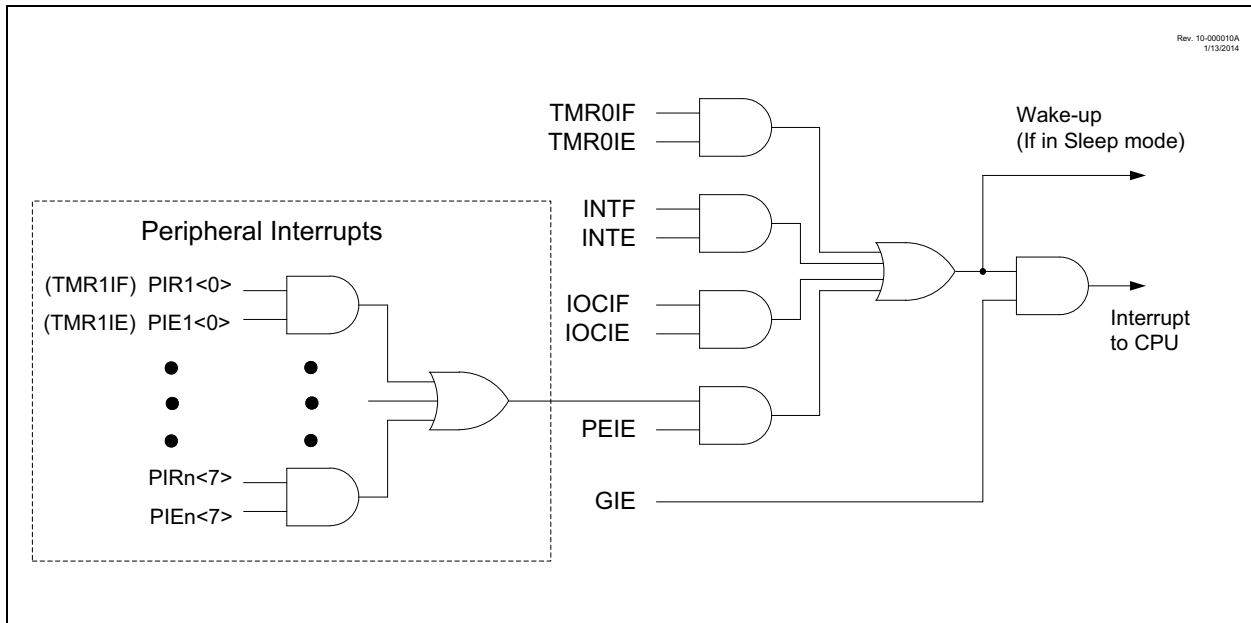 Rev. 10-000010A
1/13/2014
TMR0IF
TMR0IE
Wake-up
(If in Sleep mode)
INTF
INTE
Peripheral Interrupts
(TMR1IF) PIR1<0>
(TMR1IE) PIE1<0>
IOCIF
IOCIE
Interrupt
to CPU
PEIE
PIRn<7>
PIEn<7>
GIE